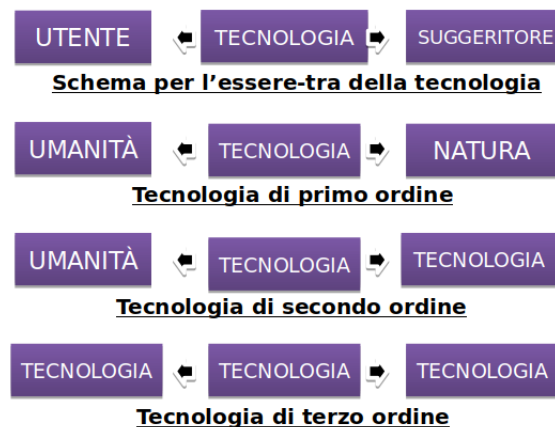 UTENTE TECNOLOGIA SUGGERITORE
Schema per l’essere-tra della tecnologia
UMANITÀ TECNOLOGIA NATURA
Tecnologia di primo ordine
UMANITÀ TECNOLOGIA TECNOLOGIA
Tecnologia di secondo ordine
TECNOLOGIA TECNOLOGIA TECNOLOGIA
Tecnologia di terzo ordine